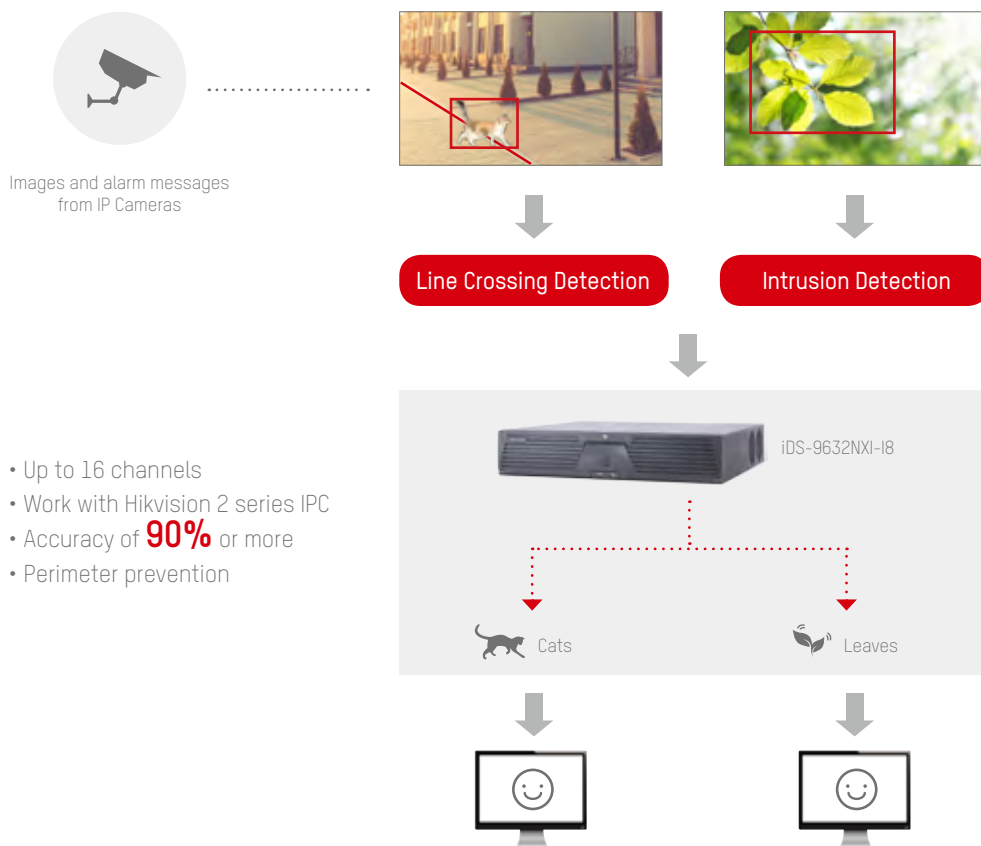 Images and alarm messages
from IP Cameras
Line Crossing Detection
Intrusion Detection
iDS-9632NXI-I8
• Up to 16 channels
• Work with Hikvision 2 series IPC
• Accuracy of 90% or more
• Perimeter prevention
Cats
Leaves